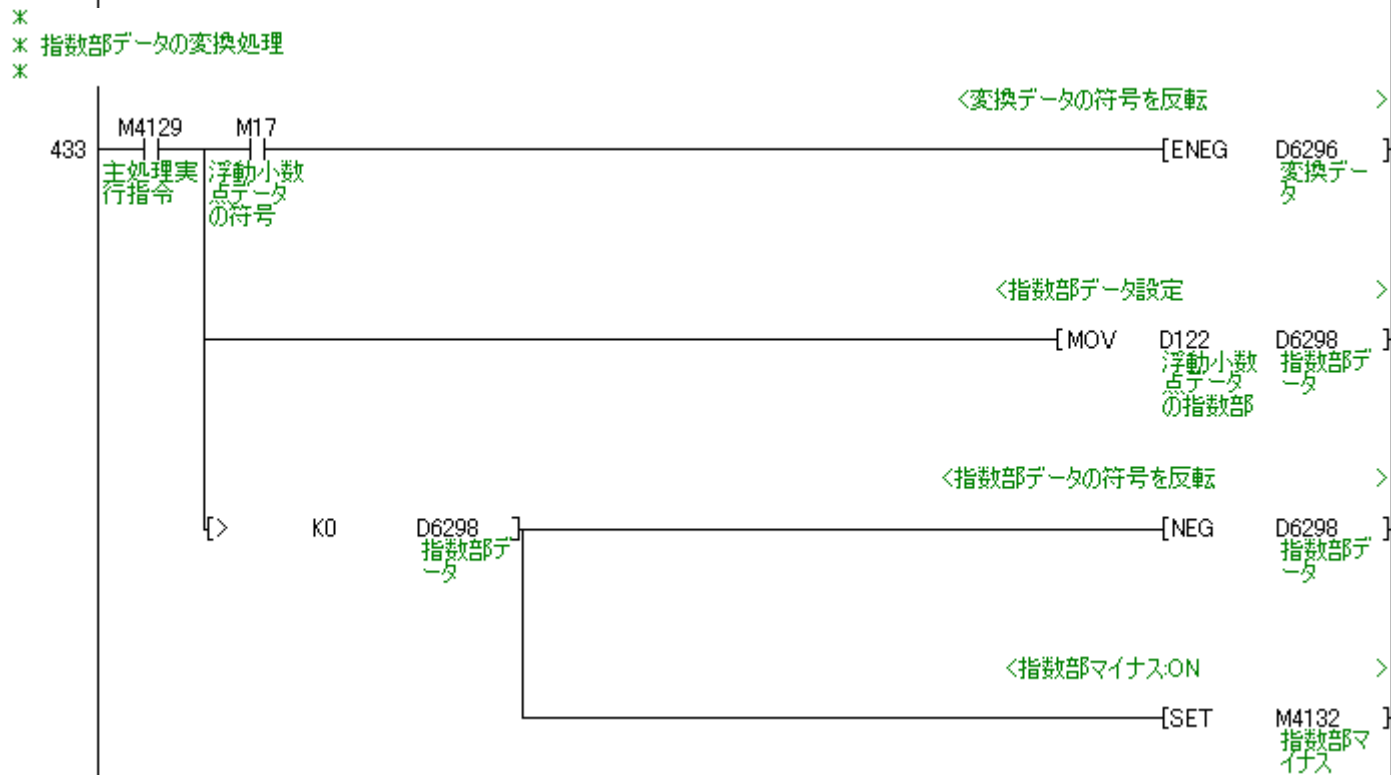 *
* 指数部データの変換処理
*
<変換データの符号を反転 >
M4129 M17
433 [ENEG D6296 ]
主処理実 浮動小数 変換デー
行指令 点データ タ
の符号
<指数部データ設定 >
[MOV D122 D6298 ]
浮動小数 指数部デ
点データ ータ
の指数部
<指数部データの符号を反転 >
[> K0 D6298 ] [NEG D6298 ]
指数部デ 指数部デ
ータ ータ
<指数部マイナス:ON >
[SET M4132 ]
指数部マ
イナス